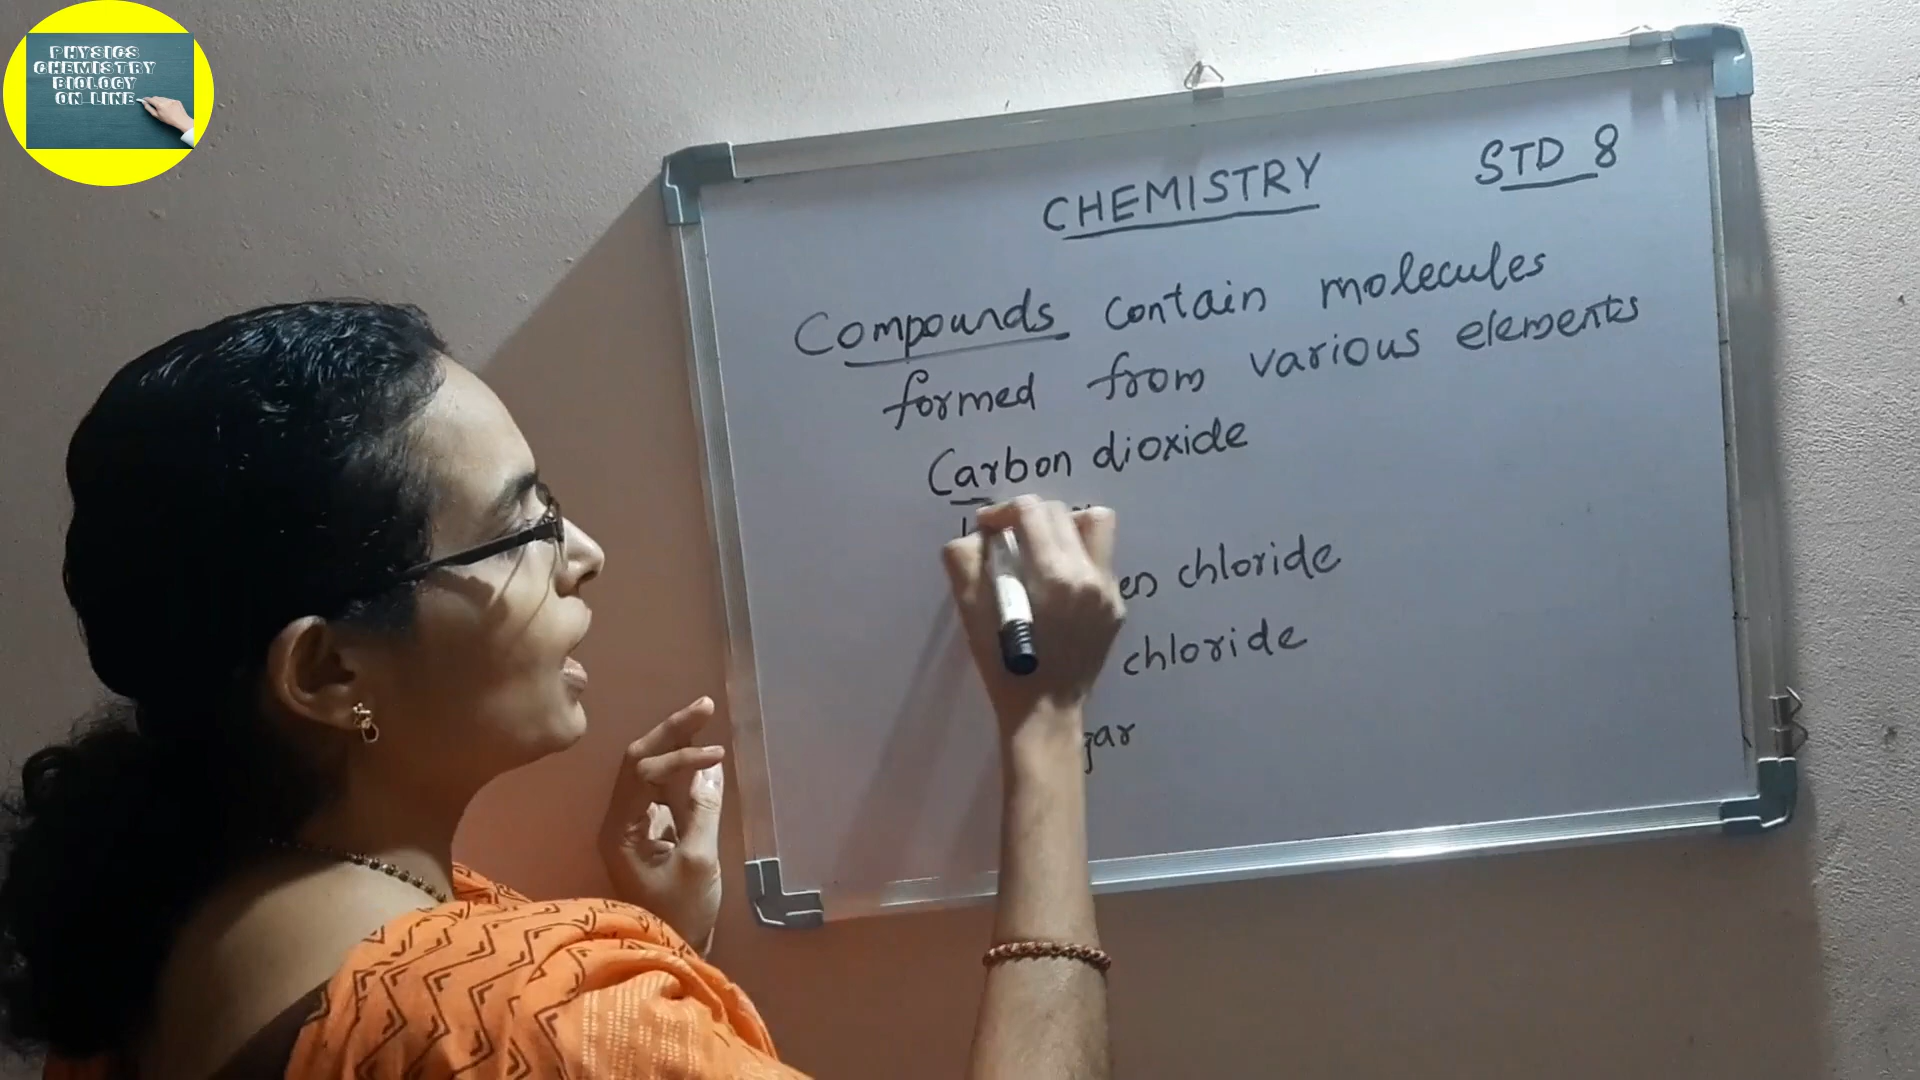 PHYSICS
CHEMISTRY
BIOLOGY
ON LINE
CHEMISTRY
STD 8
Compounds contain molecules
formed from various elements
Carbon dioxide
chloride
chloride